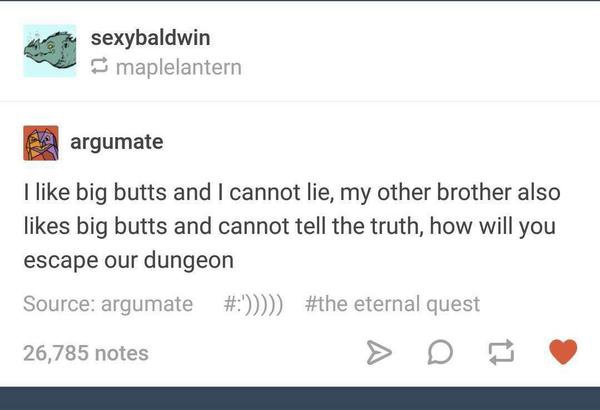 sexybaldwin
maplelantern
argumate
I like big butts and I cannot lie, my other brother also
likes big butts and cannot tell the truth, how will you
escape our dungeon
Source: argumate #:'))))) #the eternal quest
26,785 notes